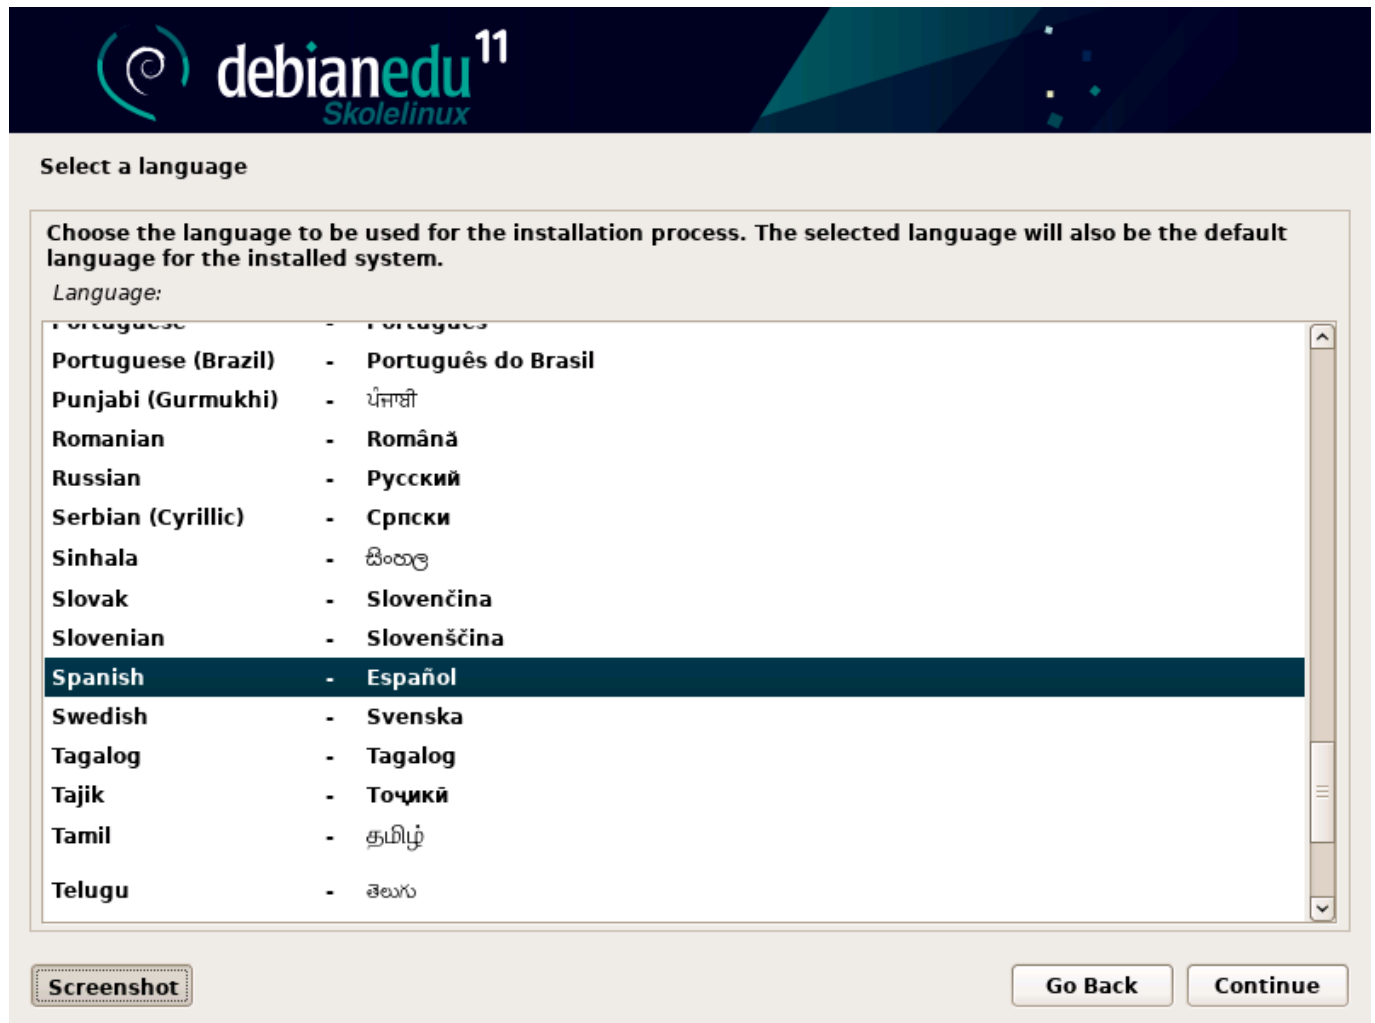 debianedu 11
Skolelinux
Select a language
Choose the language to be used for the installation process. The selected language will also be the default
language for the installed system.
Language:
Portuguese - Português
Portuguese (Brazil) - Português do Brasil
Punjabi (Gurmukhi) - ਪੰਜਾਬੀ
Romanian - Română
Russian - Русский
Serbian (Cyrillic) - Српски
Sinhala - සිංහල
Slovak - Slovenčina
Slovenian - Slovenščina
Spanish - Español
Swedish - Svenska
Tagalog - Tagalog
Tajik - Тоҷикӣ
Tamil - தமிழ்
Telugu - తెలుగు
Screenshot
Go Back
Continue